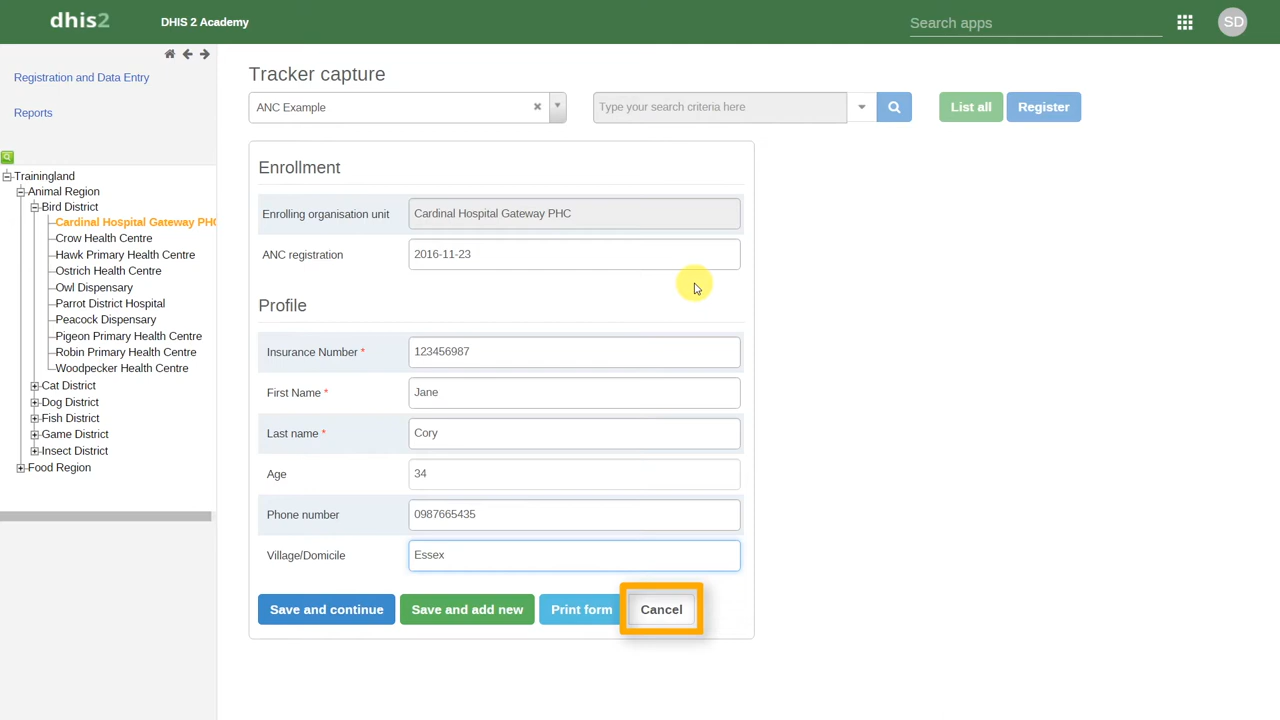 dhis2
DHIS 2 Academy
Search apps
SD
Registration and Data Entry
Reports
Trainingland
Animal Region
Bird District
Cardinal Hospital Gateway PHC
Crow Health Centre
Hawk Primary Health Centre
Ostrich Health Centre
Owl Dispensary
Parrot District Hospital
Peacock Dispensary
Pigeon Primary Health Centre
Robin Primary Health Centre
Woodpecker Health Centre
Cat District
Dog District
Fish District
Game District
Insect District
Food Region
Tracker capture
ANC Example
Type your search criteria here
List all
Register
Enrollment
Enrolling organisation unit Cardinal Hospital Gateway PHC
ANC registration 2016-11-23
Profile
Insurance Number * 123456987
First Name * Jane
Last name * Cory
Age 34
Phone number 0987665435
Village/Domicile Essex
Save and continue Save and add new Print form Cancel